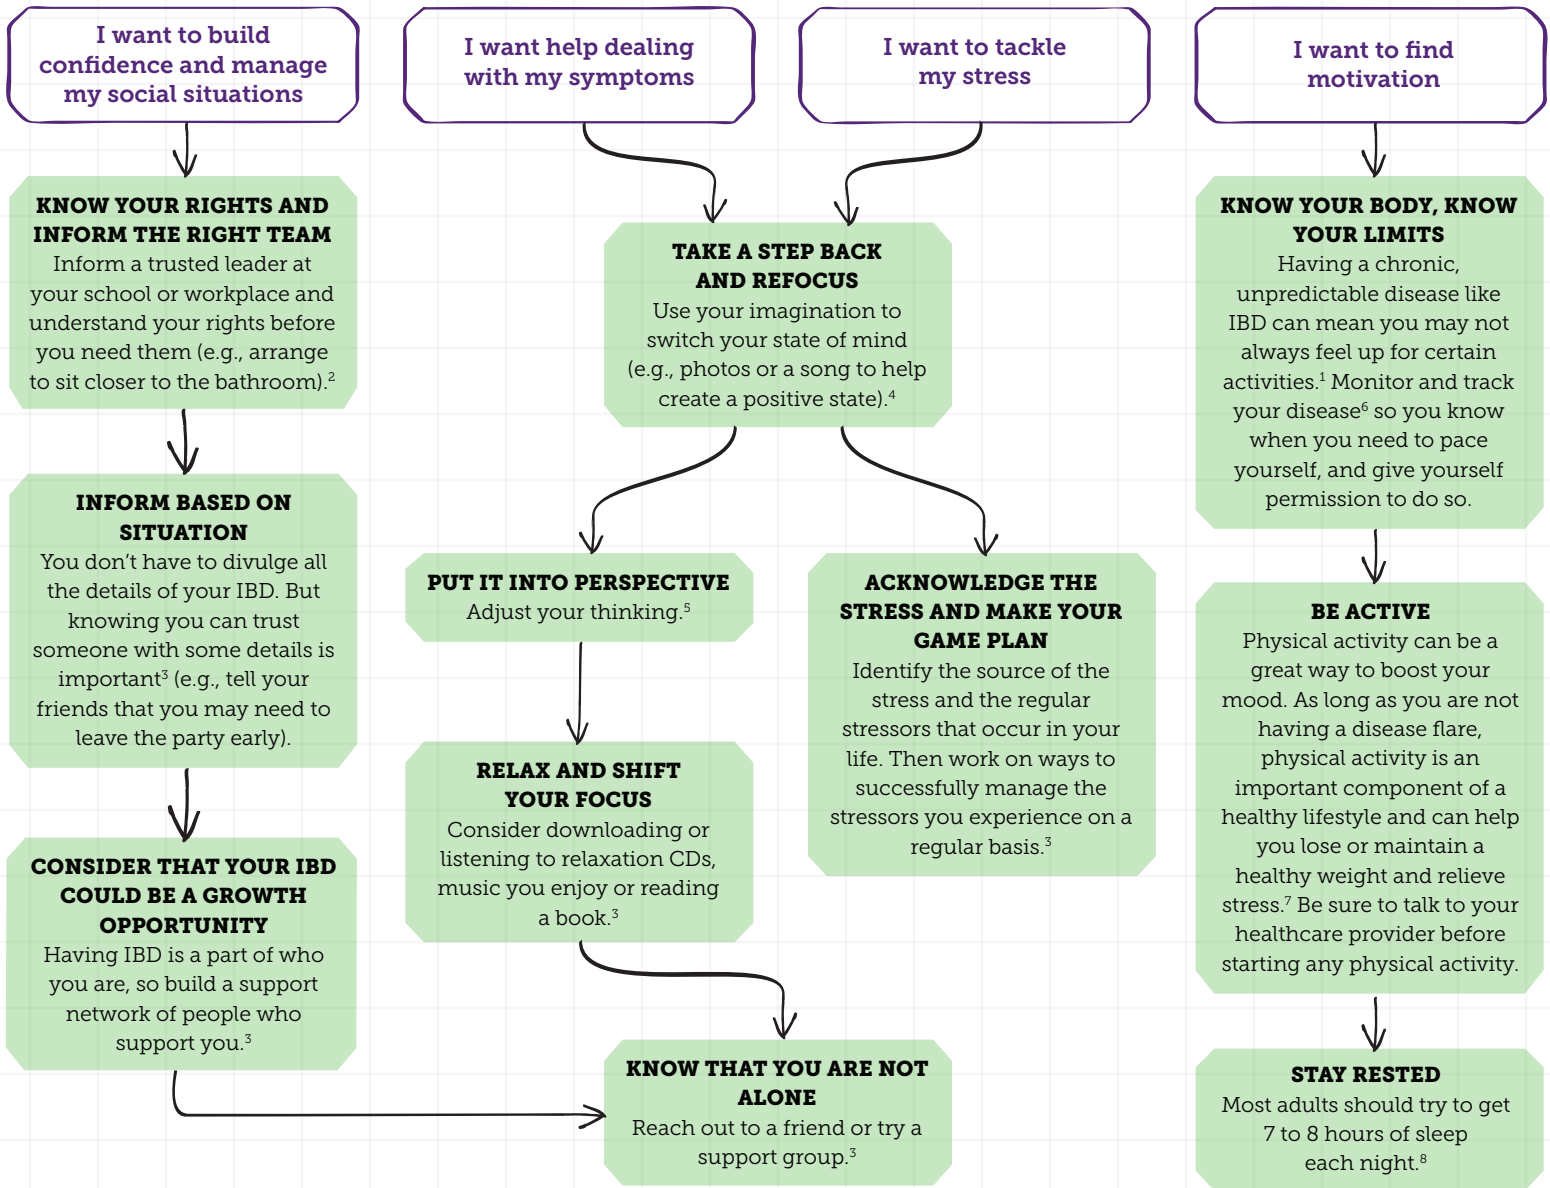 I want to build
confidence and manage
my social situations
I want help dealing
with my symptoms
I want to tackle
my stress
I want to find
motivation
KNOW YOUR RIGHTS AND
INFORM THE RIGHT TEAM
Inform a trusted leader at
your school or workplace and
understand your rights before
you need them (e.g., arrange
to sit closer to the bathroom).²
INFORM BASED ON
SITUATION
You don’t have to divulge all
the details of your IBD. But
knowing you can trust
someone with some details is
important³ (e.g., tell your
friends that you may need to
leave the party early).
CONSIDER THAT YOUR IBD
COULD BE A GROWTH
OPPORTUNITY
Having IBD is a part of who
you are, so build a support
network of people who
support you.³
TAKE A STEP BACK
AND REFOCUS
Use your imagination to
switch your state of mind
(e.g., photos or a song to help
create a positive state).⁴
PUT IT INTO PERSPECTIVE
Adjust your thinking.⁵
RELAX AND SHIFT
YOUR FOCUS
Consider downloading or
listening to relaxation CDs,
music you enjoy or reading
a book.³
ACKNOWLEDGE THE
STRESS AND MAKE YOUR
GAME PLAN
Identify the source of the
stress and the regular
stressors that occur in your
life. Then work on ways to
successfully manage the
stressors you experience on a
regular basis.³
KNOW THAT YOU ARE NOT
ALONE
Reach out to a friend or try a
support group.³
KNOW YOUR BODY, KNOW
YOUR LIMITS
Having a chronic,
unpredictable disease like
IBD can mean you may not
always feel up for certain
activities.¹ Monitor and track
your disease⁶ so you know
when you need to pace
yourself, and give yourself
permission to do so.
BE ACTIVE
Physical activity can be a
great way to boost your
mood. As long as you are not
having a disease flare,
physical activity is an
important component of a
healthy lifestyle and can help
you lose or maintain a
healthy weight and relieve
stress.⁷ Be sure to talk to your
healthcare provider before
starting any physical activity.
STAY RESTED
Most adults should try to get
7 to 8 hours of sleep
each night.⁸